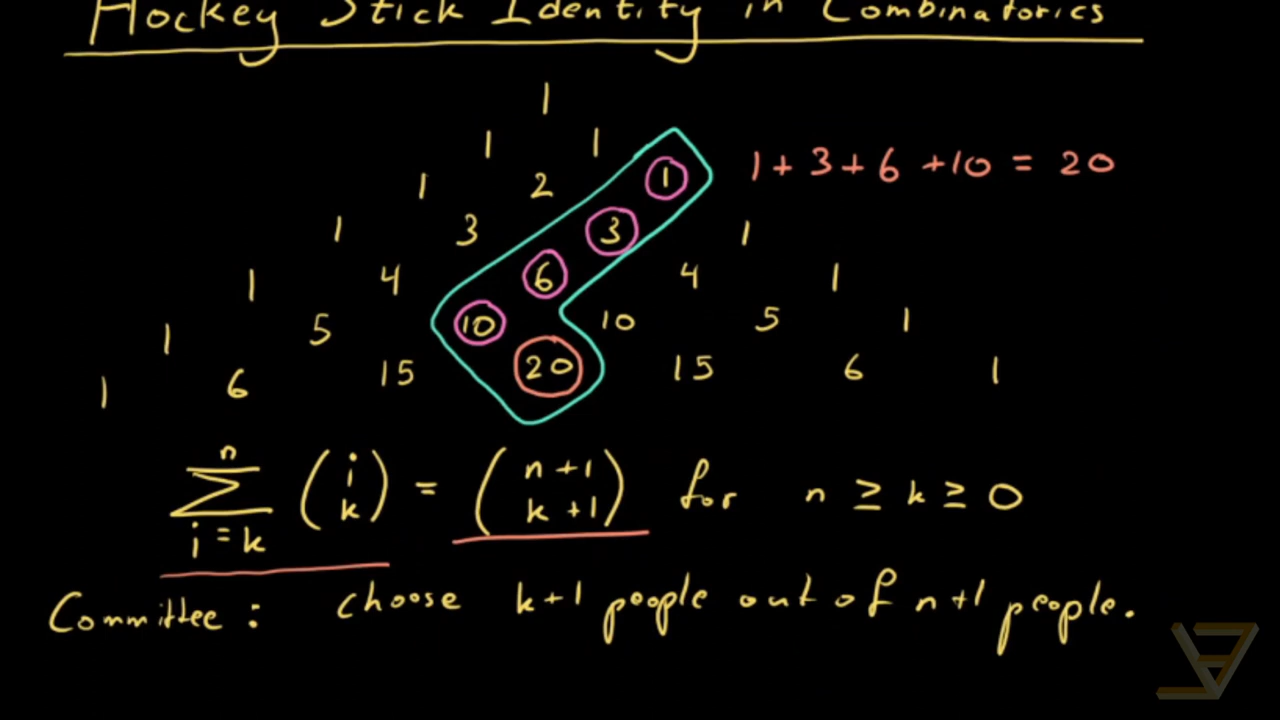 Hockey Stick Identity in Combinatorics
1
1 1
1 2 1 1+3+6+10=20
1 3 3 1
1 4 6 4 1
1 5 10 10 5 1
1 6 15 20 15 6 1
n
∑ (i k) = (n+1 k+1) for n ≥ k ≥ 0
i=k
Committee: choose k+1 people out of n+1 people.